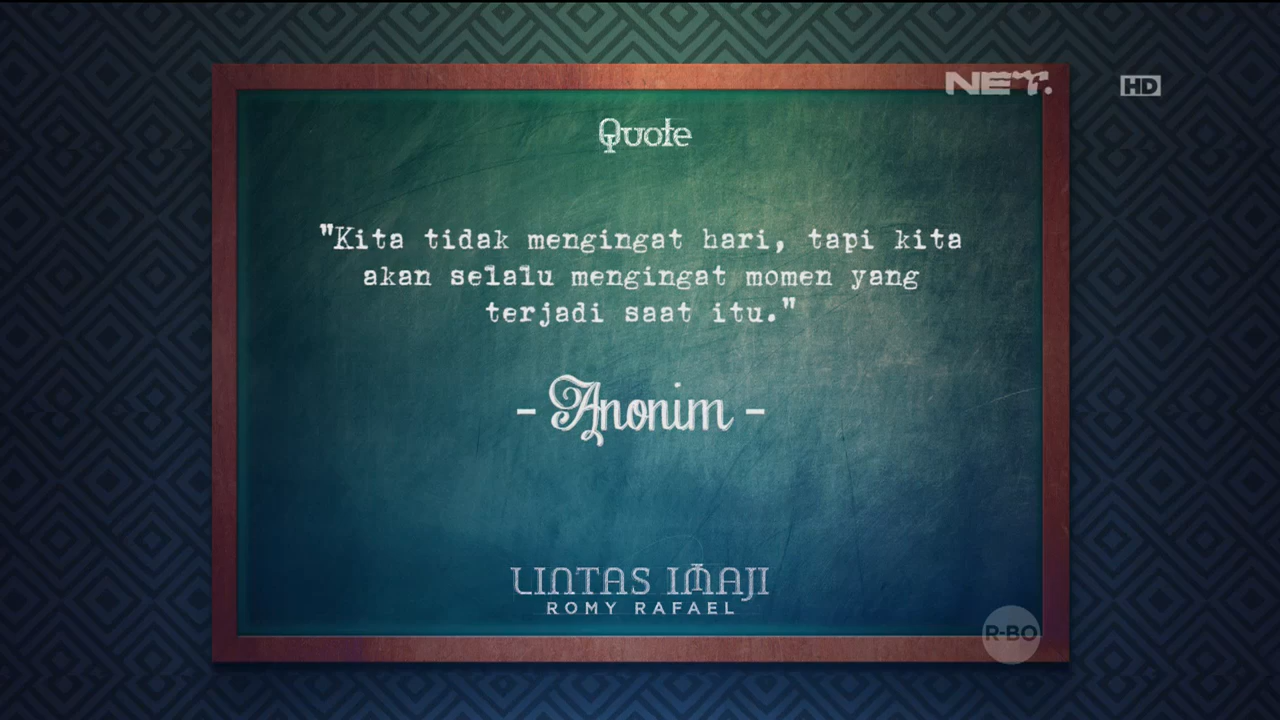 NET.
HD
Quote
"Kita tidak mengingat hari, tapi kita
akan selalu mengingat momen yang
terjadi saat itu."
- Anonim -
LINTAS IMAJI
ROMY RAFAEL
R-BO